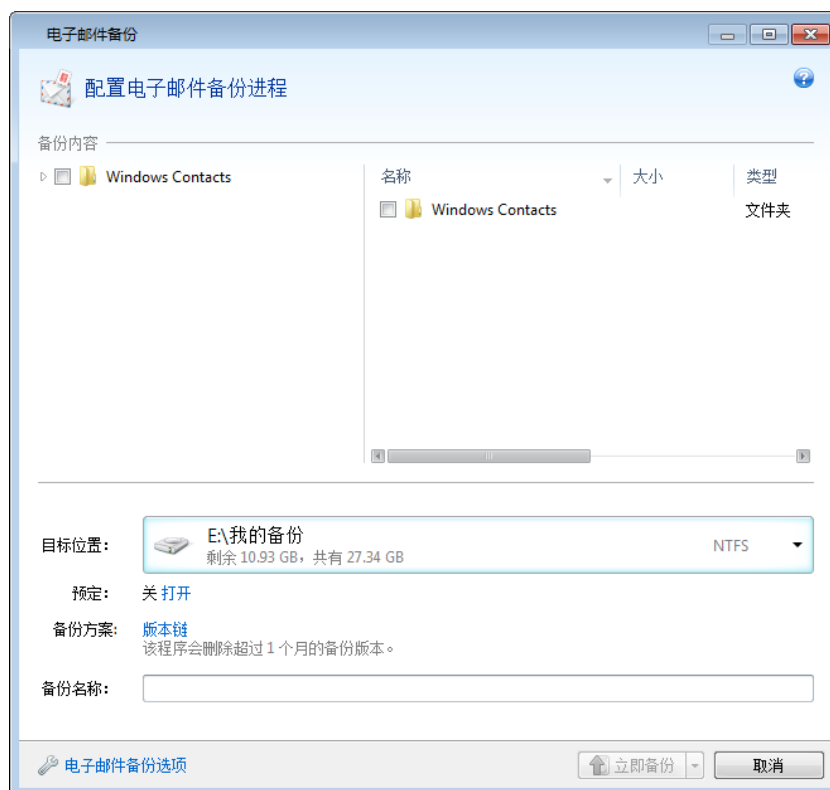 电子邮件备份
配置电子邮件备份进程
备份内容
Windows Contacts
名称 大小 类型
Windows Contacts 文件夹
目标位置: E:\我的备份 NTFS
剩余 10.93 GB，共有 27.34 GB
预定: 关 打开
备份方案: 版本链
该程序会删除超过 1 个月的备份版本。
备份名称:
电子邮件备份选项 立即备份 取消